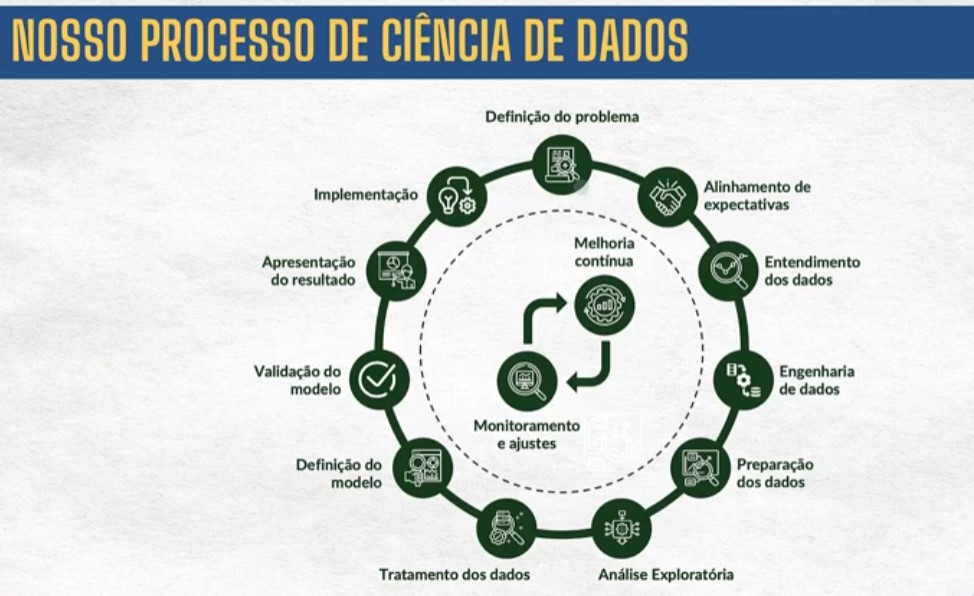 NOSSO PROCESSO DE CIÊNCIA DE DADOS
Definição do problema
Alinhamento de
expectativas
Entendimento
dos dados
Engenharia
de dados
Preparação
dos dados
Análise Exploratória
Tratamento dos dados
Definição do
modelo
Validação do
modelo
Apresentação
do resultado
Implementação
Melhoria
contínua
Monitoramento
e ajustes